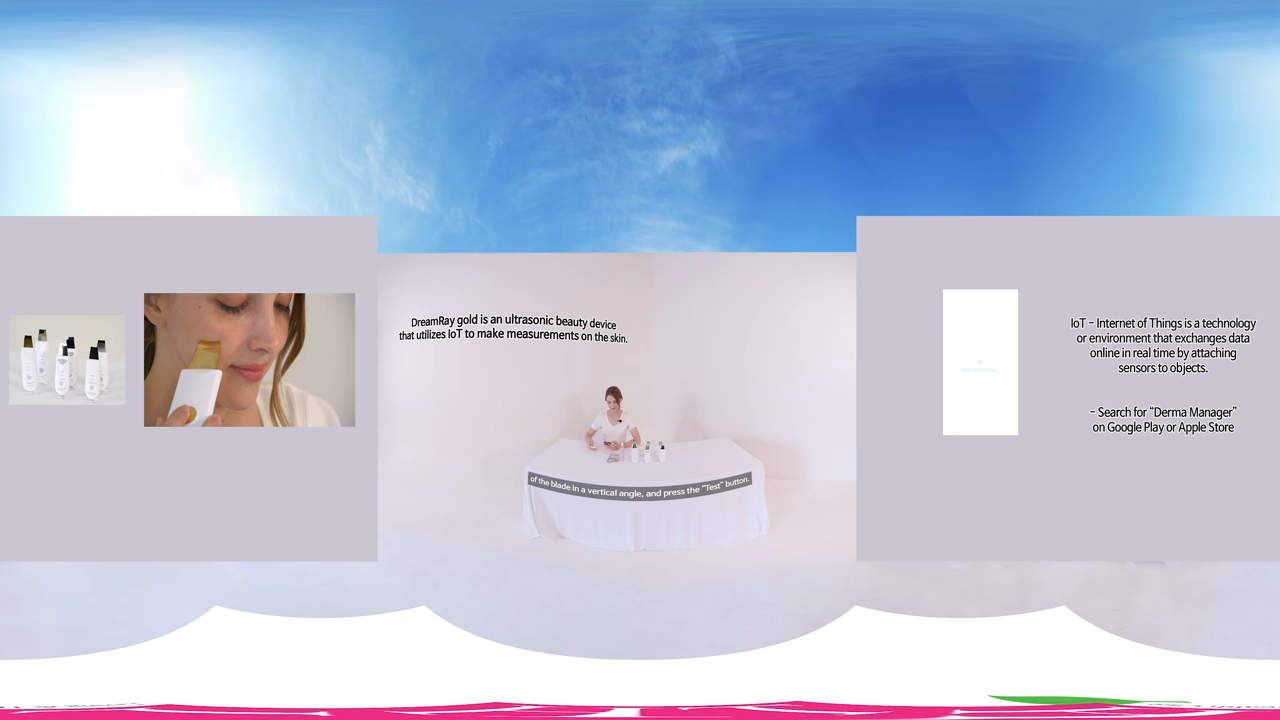 DreamRay gold is an ultrasonic beauty device
that utilizes IoT to make measurements on the skin.
of the blade in a vertical angle, and press the “Test” button.
IoT – Internet of Things is a technology
or environment that exchanges data
online in real time by attaching
sensors to objects.
– Search for “Derma Manager”
on Google Play or Apple Store